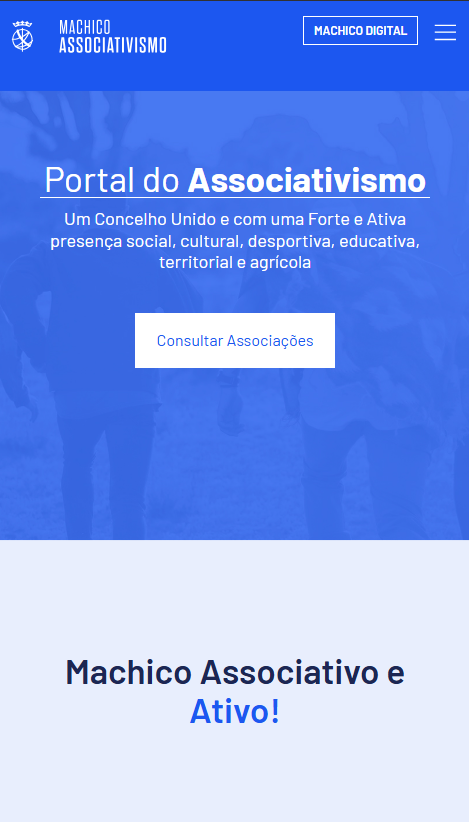 MACHICO
ASSOCIATIVISMO
MACHICO DIGITAL
Portal do Associativismo
Um Concelho Unido e com uma Forte e Ativa
presença social, cultural, desportiva, educativa,
territorial e agrícola
Consultar Associações
Machico Associativo e
Ativo!